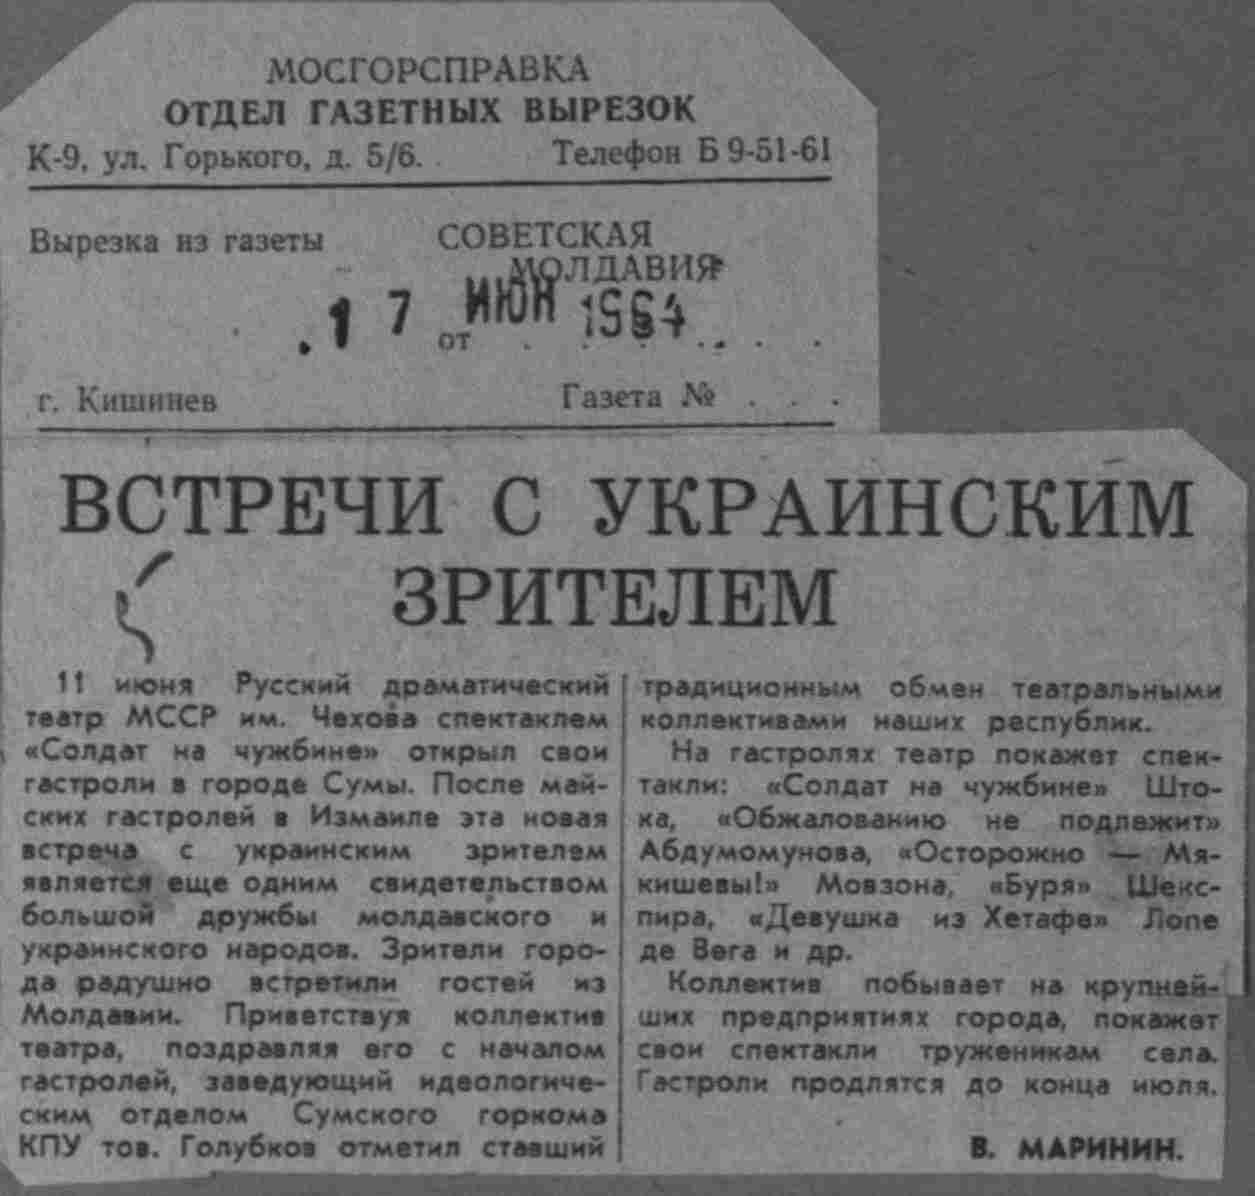 МОСГОРСПРАВКА
ОТДЕЛ ГАЗЕТНЫХ ВЫРЕЗОК
К-9, ул. Горького, д. 5/6. Телефон Б 9-51-61
Вырезка из газеты СОВЕТСКАЯ
МОЛДАВИЯ
.17 ИЮН 1964
от . . . . . . .
г. Кишинев Газета № . . .
ВСТРЕЧИ С УКРАИНСКИМ
ЗРИТЕЛЕМ
11 июня Русский драматический
театр МССР им. Чехова спектаклем
«Солдат на чужбине» открыл свои
гастроли в городе Сумы. После май-
ских гастролей в Измаиле эта новая
встреча с украинским зрителем
является еще одним свидетельством
большой дружбы молдавского и
украинского народов. Зрители горо-
да радушно встретили гостей из
Молдавии. Приветствуя коллектив
театра, поздравляя его с началом
гастролей, заведующий идеологиче-
ским отделом Сумского горкома
КПУ тов. Голубков отметил ставший
традиционным обмен театральными
коллективами наших республик.
На гастролях театр покажет спек-
такли: «Солдат на чужбине» Што-
ка, «Обжалованию не подлежит»
Абдумомунова, «Осторожно — Мя-
кишевы!» Мовзона, «Буря» Шекс-
пира, «Девушка из Хетафе» Лопе
де Вега и др.
Коллектив побывает на крупней-
ших предприятиях города, покажет
свои спектакли труженикам села.
Гастроли продлятся до конца июля.
В. МАРИНИН.